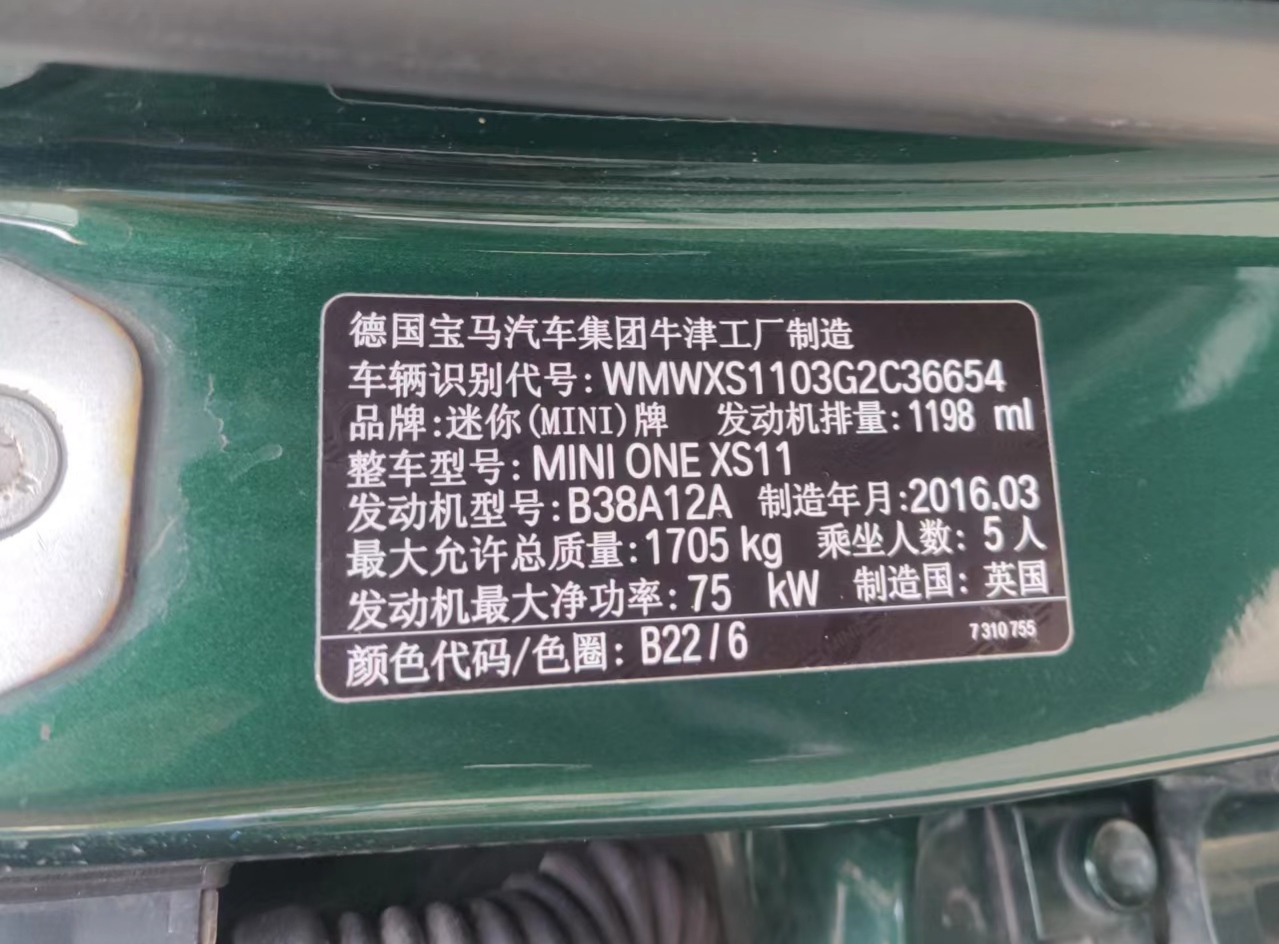 德国宝马汽车集团牛津工厂制造
车辆识别代号:WMWXS1103G2C36654
品牌:迷你(MINI)牌 发动机排量:1198 ml
整车型号:MINI ONE XS11
发动机型号:B38A12A 制造年月:2016.03
最大允许总质量:1705 kg 乘坐人数:5人
发动机最大净功率:75 kW 制造国:英国
颜色代码/色圈:B22/6 7 310 755